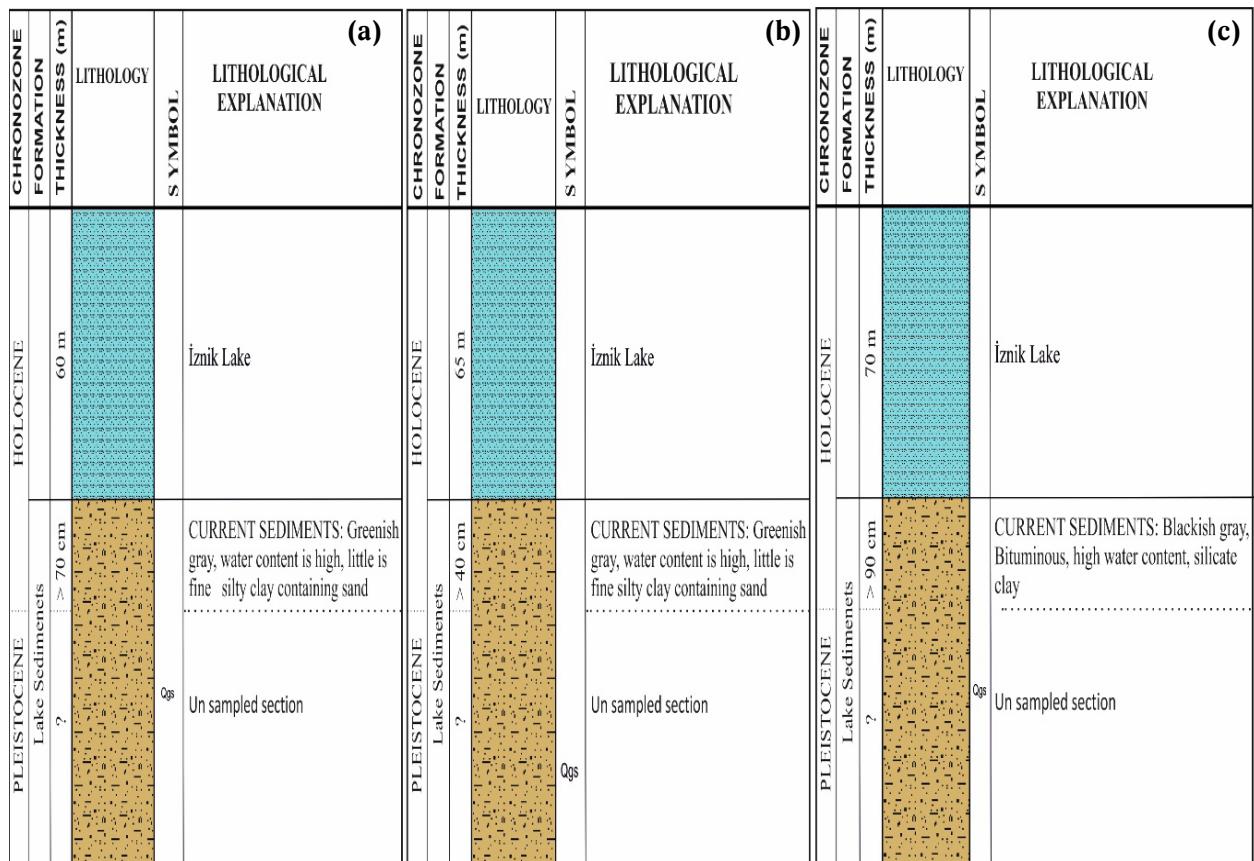 (a)
CHRONOZONE
FORMATION
THICKNESS (m)
LITHOLOGY
S YMBOL
LITHOLOGICAL
EXPLANATION
HOLOCENE
60 m
İznik Lake
PLEISTOCENE
Lake Sedimenets
> 70 cm
CURRENT SEDIMENTS: Greenish
gray, water content is high, little is
fine silty clay containing sand
?
Qgs
Un sampled section
(b)
CHRONOZONE
FORMATION
THICKNESS (m)
LITHOLOGY
S YMBOL
LITHOLOGICAL
EXPLANATION
HOLOCENE
65 m
İznik Lake
PLEISTOCENE
Lake Sedimenets
>40 cm
CURRENT SEDIMENTS: Greenish
gray, water content is high, little is
fine silty clay containing sand
?
Qgs
Un sampled section
(c)
CHRONOZONE
FORMATION
THICKNESS (m)
LITHOLOGY
SYMBOL
LITHOLOGICAL
EXPLANATION
HOLOCENE
70 m
İznik Lake
PLEISTOCENE
Lake Sediments
>90 cm
CURRENT SEDIMENTS: Blackish gray,
Bituminous, high water content, silicate
clay
?
Qgs
Un sampled section